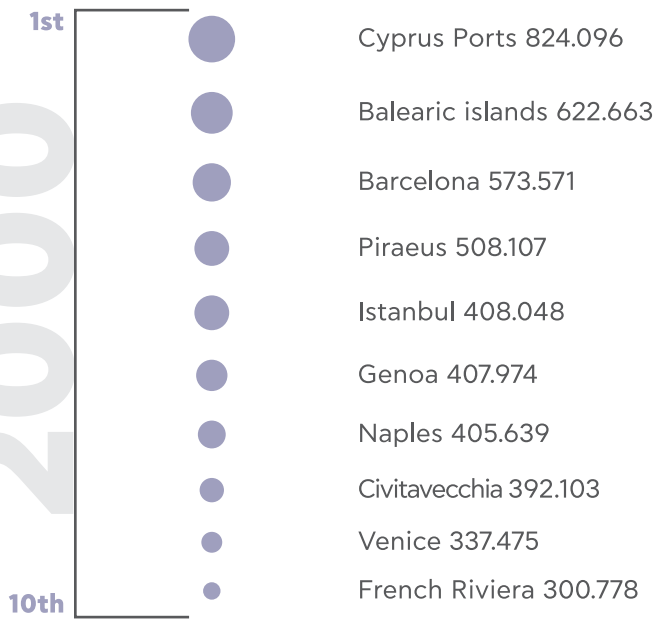 1st
2000
Cyprus Ports 824.096
Balearic islands 622.663
Barcelona 573.571
Piraeus 508.107
Istanbul 408.048
Genoa 407.974
Naples 405.639
Civitavecchia 392.103
Venice 337.475
French Riviera 300.778
10th